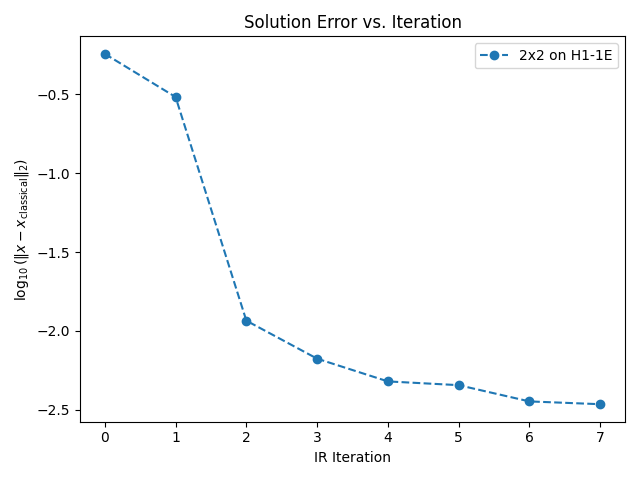 Solution Error vs. Iteration
2x2 on H1-1E
log₁₀(‖x − x_classical‖₂)
−0.5
−1.0
−1.5
−2.0
−2.5
0 1 2 3 4 5 6 7
IR Iteration